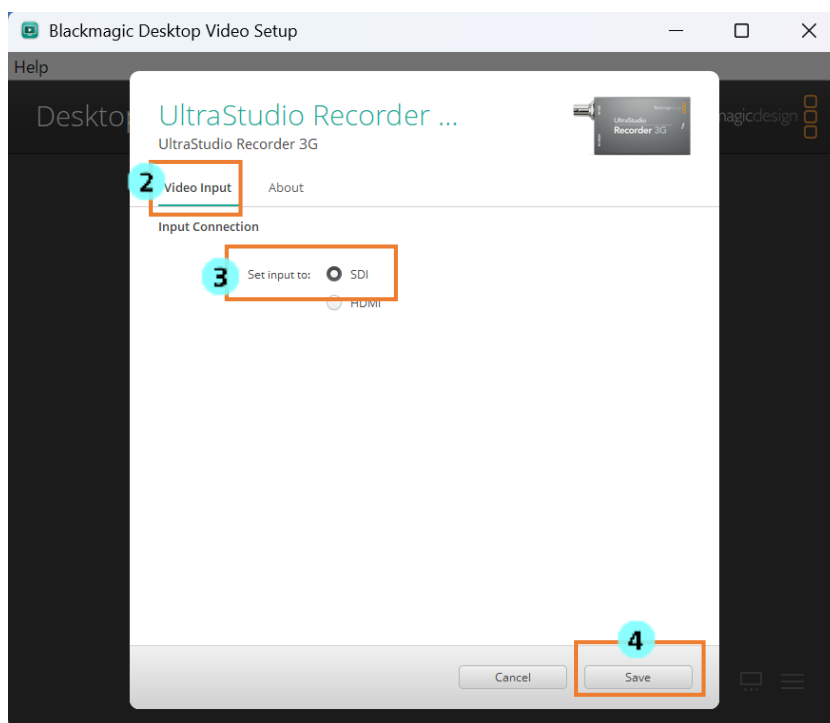 Blackmagic Desktop Video Setup
Help
Deskto
UltraStudio Recorder ...
UltraStudio Recorder 3G
UltraStudio
Recorder 3G
magicdesign
2
Video Input About
Input Connection
3
Set input to: SDI
HDMI
4
Cancel Save